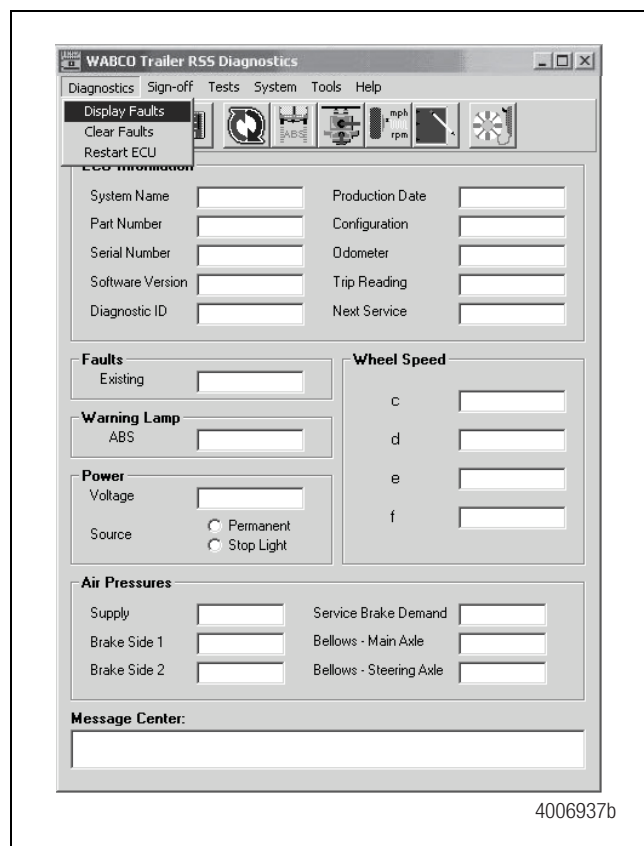 WABCO Trailer RSS Diagnostics
Diagnostics Sign-off Tests System Tools Help
Display Faults
Clear Faults
Restart ECU
ABS
mph
rpm
ECU Information
System Name
Production Date
Part Number
Configuration
Serial Number
Odometer
Software Version
Trip Reading
Diagnostic ID
Next Service
Faults
Existing
Warning Lamp
ABS
Power
Voltage
Source
Permanent
Stop Light
Wheel Speed
c
d
e
f
Air Pressures
Supply
Service Brake Demand
Brake Side 1
Bellows - Main Axle
Brake Side 2
Bellows - Steering Axle
Message Center:
4006937b